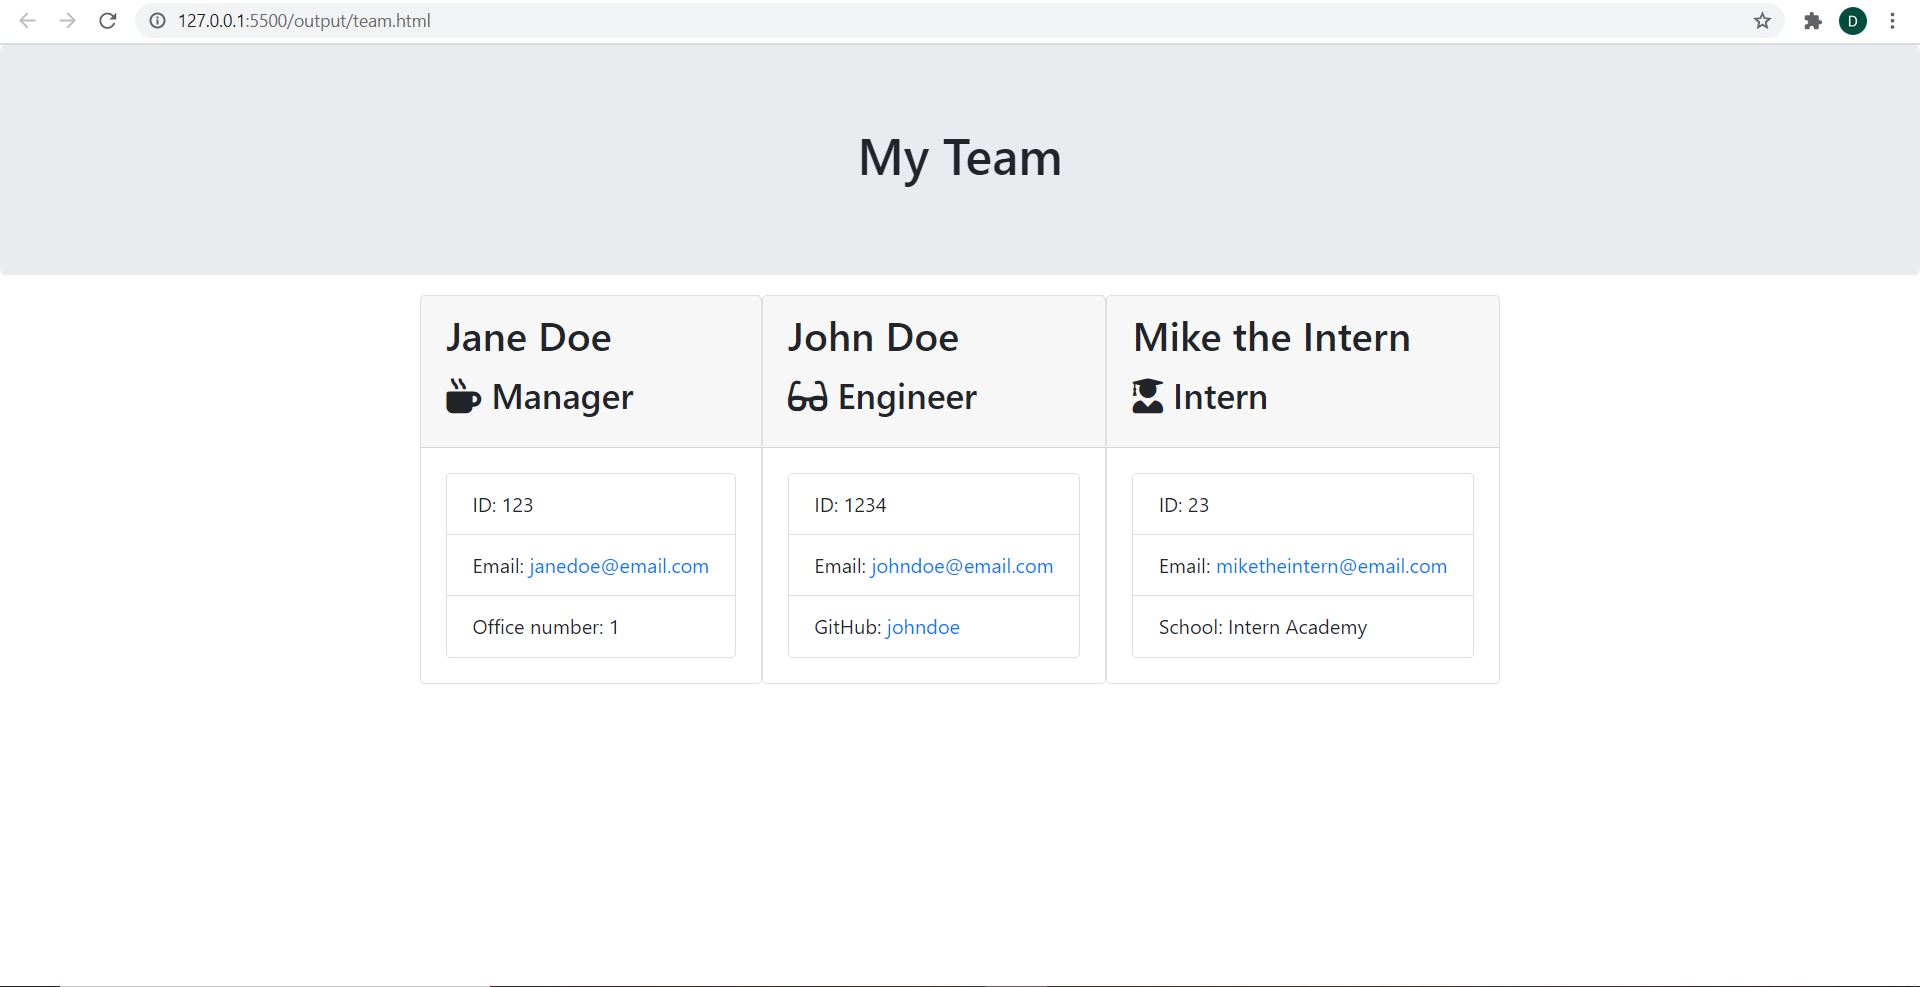 127.0.0.1:5500/output/team.html
D
My Team
Jane Doe
Manager
ID: 123
Email: janedoe@email.com
Office number: 1
John Doe
Engineer
ID: 1234
Email: johndoe@email.com
GitHub: johndoe
Mike the Intern
Intern
ID: 23
Email: miketheintern@email.com
School: Intern Academy